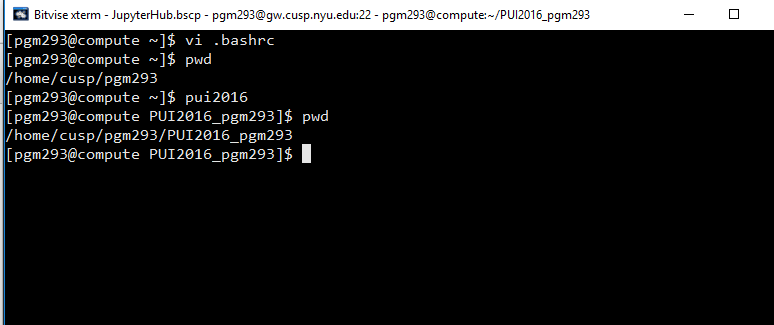 Bitvise xterm - JupyterHub.bscp - pgm293@gw.cusp.nyu.edu:22 - pgm293@compute:~/PUI2016_pgm293
[pgm293@compute ~]$ vi .bashrc
[pgm293@compute ~]$ pwd
/home/cusp/pgm293
[pgm293@compute ~]$ pui2016
[pgm293@compute PUI2016_pgm293]$ pwd
/home/cusp/pgm293/PUI2016_pgm293
[pgm293@compute PUI2016_pgm293]$